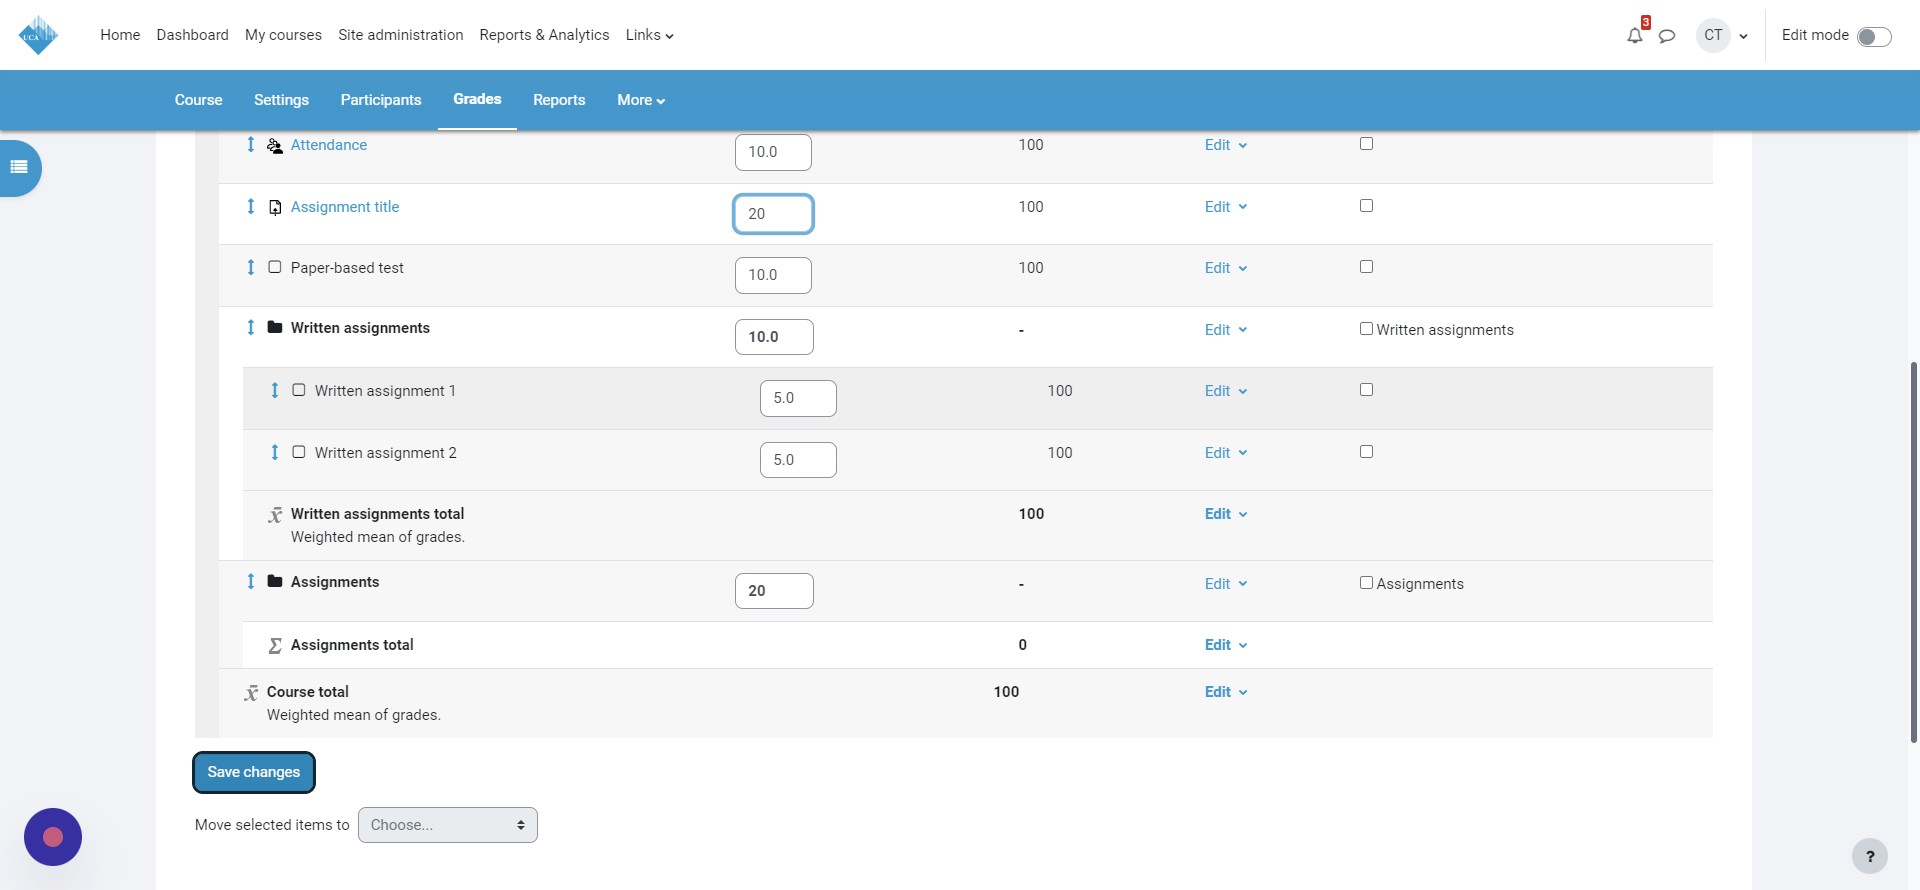 UCA
Home Dashboard My courses Site administration Reports & Analytics Links
3
CT
Edit mode
Course Settings Participants Grades Reports More
Attendance 10.0 100 Edit
Assignment title 20 100 Edit
Paper-based test 10.0 100 Edit
Written assignments 10.0 - Edit Written assignments
Written assignment 1 5.0 100 Edit
Written assignment 2 5.0 100 Edit
x̄ Written assignments total 100 Edit
Weighted mean of grades.
Assignments 20 - Edit Assignments
Σ Assignments total 0 Edit
x̄ Course total 100 Edit
Weighted mean of grades.
Save changes
Move selected items to Choose...
?